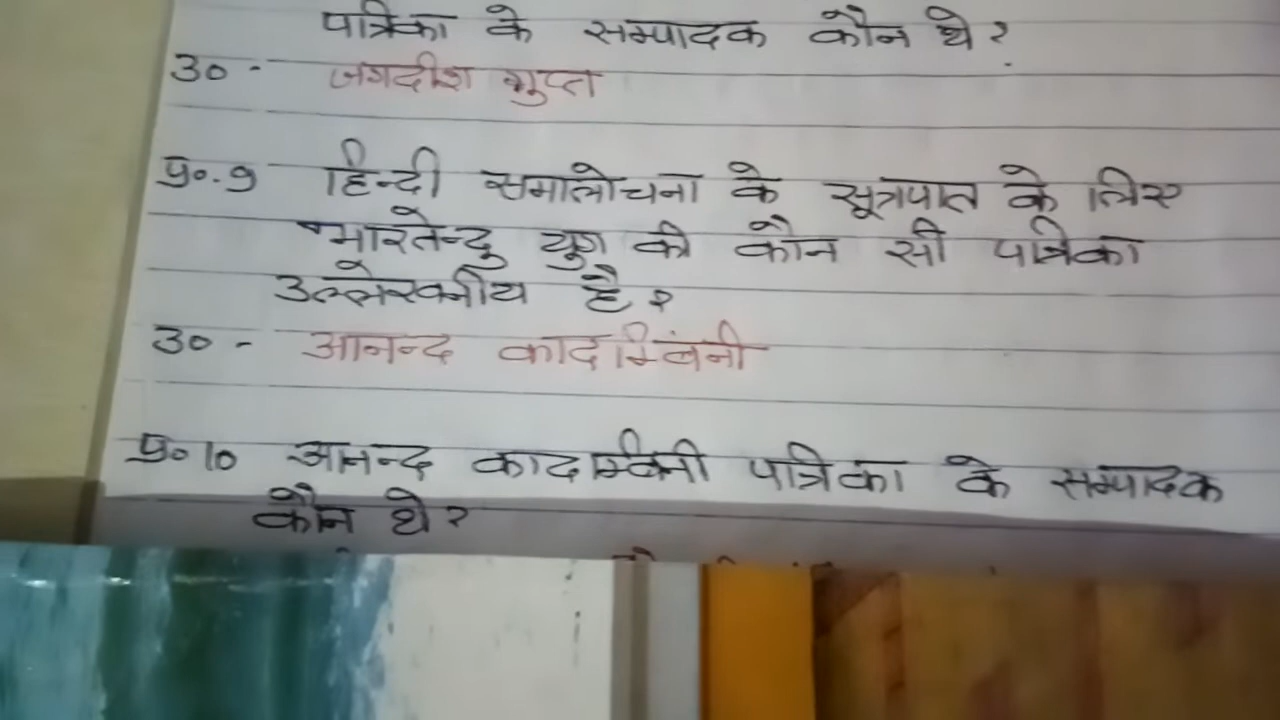 पत्रिका के सम्पादक कौन थे?
उ० - जगदीश गुप्त
प्र०.9 हिन्दी समालोचना के सूत्रपात के लिए
भारतेन्दु युग की कौन सी पत्रिका
उल्लेखनीय है?
उ० - आनन्द कादम्बिनी
प्र० 10 आनन्द कादम्बिनी पत्रिका के सम्पादक
कौन थे?